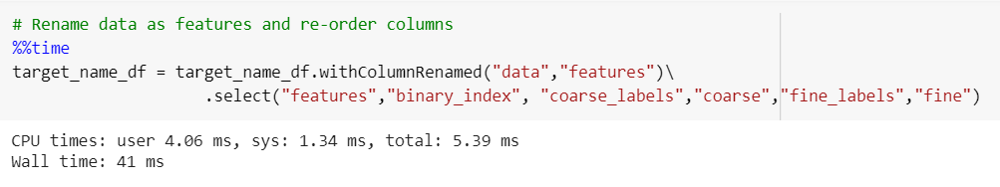 # Rename data as features and re-order columns
%%time
target_name_df = target_name_df.withColumnRenamed("data","features")\
.select("features","binary_index", "coarse_labels","coarse","fine_labels","fine")
CPU times: user 4.06 ms, sys: 1.34 ms, total: 5.39 ms
Wall time: 41 ms